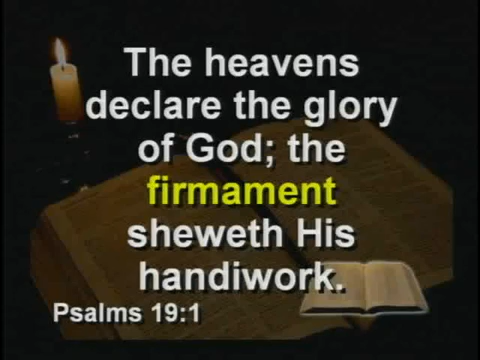 The heavens
declare the glory
of God; the
firmament
sheweth His
handiwork.
Psalms 19:1